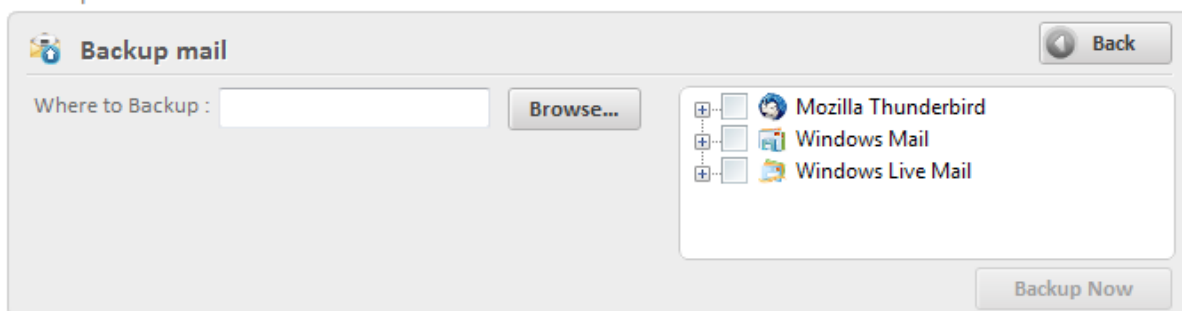 Backup mail
Back
Where to Backup :
Browse...
Mozilla Thunderbird
Windows Mail
Windows Live Mail
Backup Now